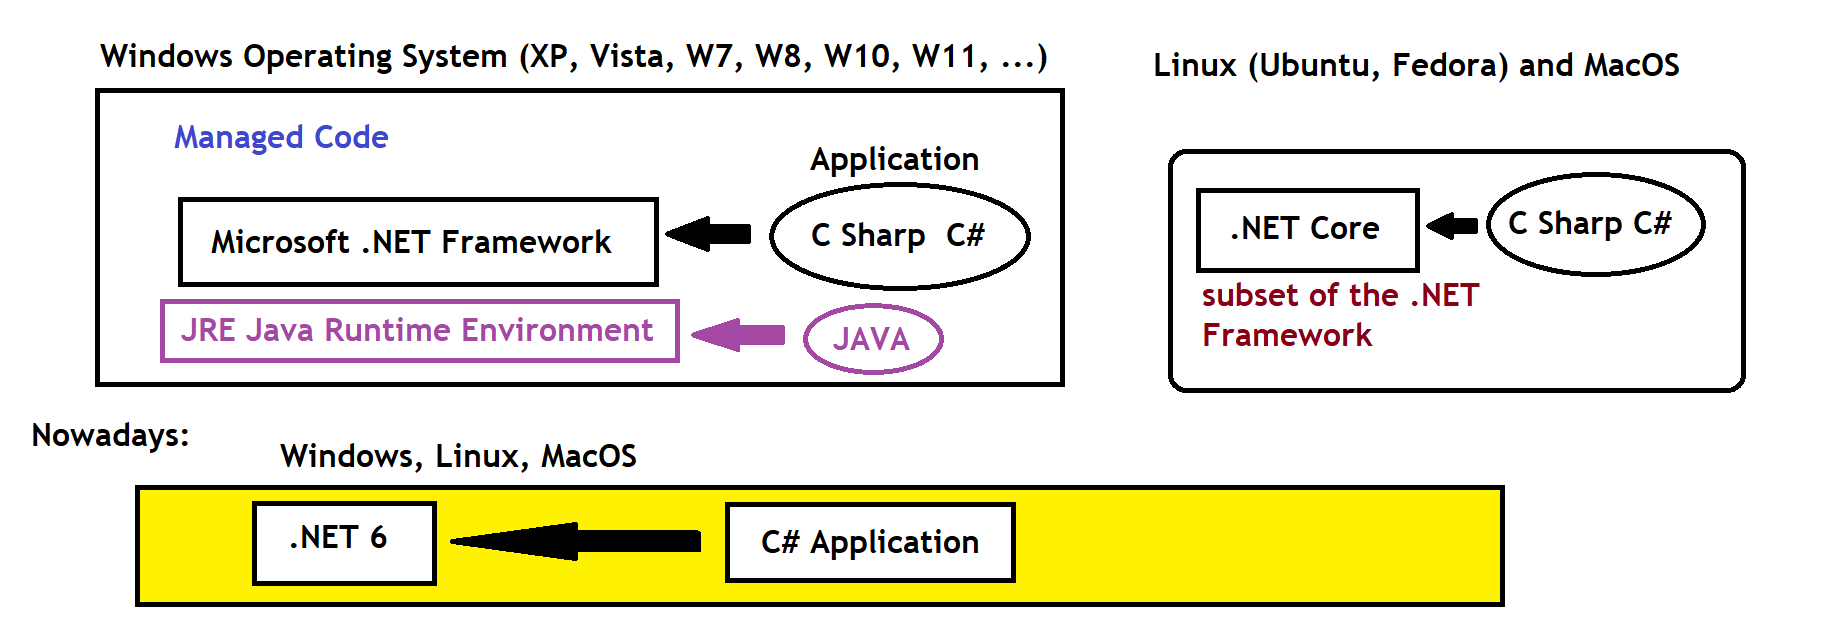 Windows Operating System (XP, Vista, W7, W8, W10, W11, ...)
Linux (Ubuntu, Fedora) and MacOS
Managed Code
Application
Microsoft .NET Framework
C Sharp  C#
JRE Java Runtime Environment
JAVA
.NET Core
C Sharp C#
subset of the .NET
Framework
Nowadays:
Windows, Linux, MacOS
.NET 6
C# Application